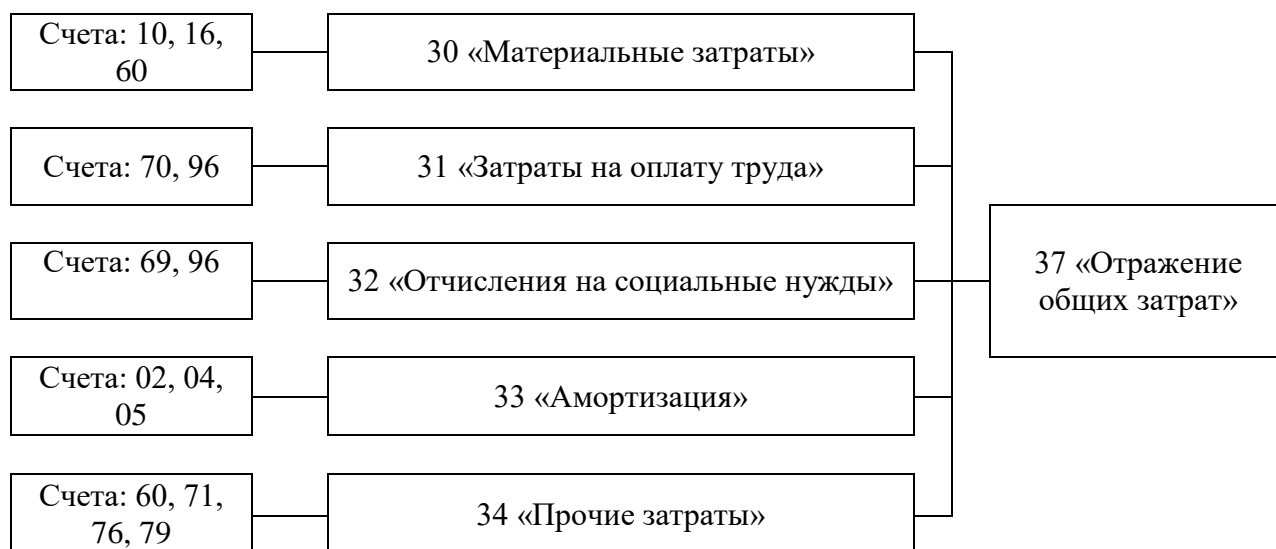 Счета: 10, 16,
60
30 «Материальные затраты»
Счета: 70, 96
31 «Затраты на оплату труда»
Счета: 69, 96
32 «Отчисления на социальные нужды»
37 «Отражение
общих затрат»
Счета: 02, 04,
05
33 «Амортизация»
Счета: 60, 71,
76, 79
34 «Прочие затраты»